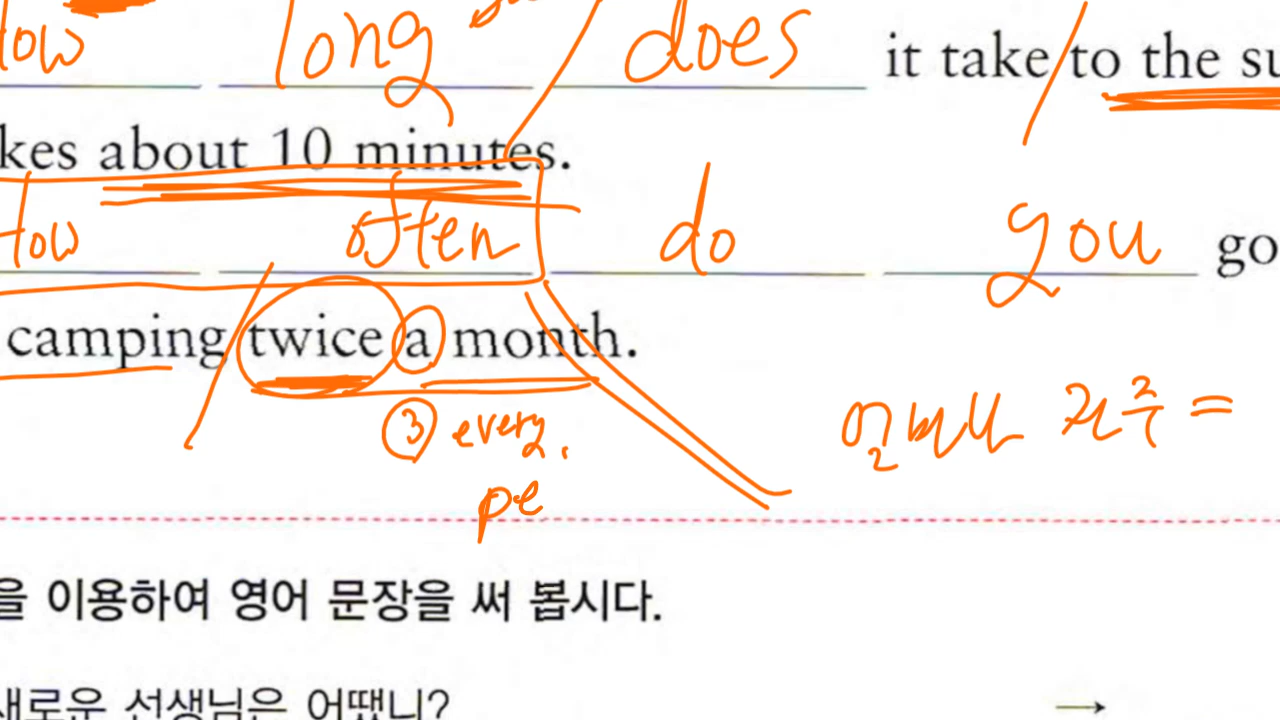 How long does it take to the su
kes about 10 minutes.
How often do you go
camping twice a month.
③ every.
얼마나 자주 =
pe
을 이용하여 영어 문장을 써 봅시다.
새로운 선생님은 어땠니? →